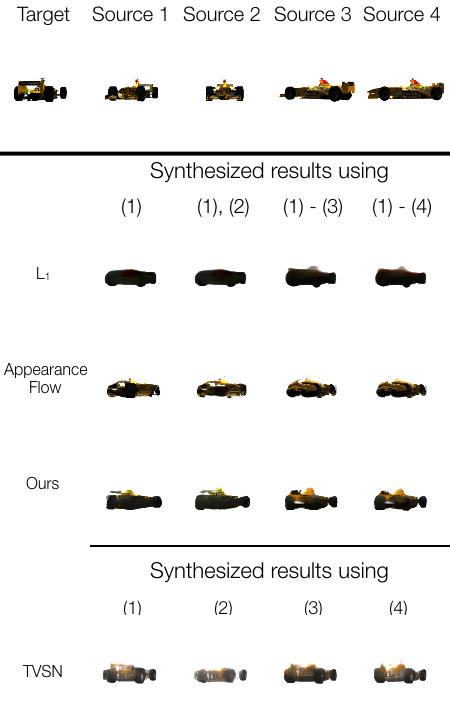 Target Source 1 Source 2 Source 3 Source 4
Synthesized results using
(1) (1), (2) (1) - (3) (1) - (4)
L₁
Appearance
Flow
Ours
Synthesized results using
(1) (2) (3) (4)
TVSN